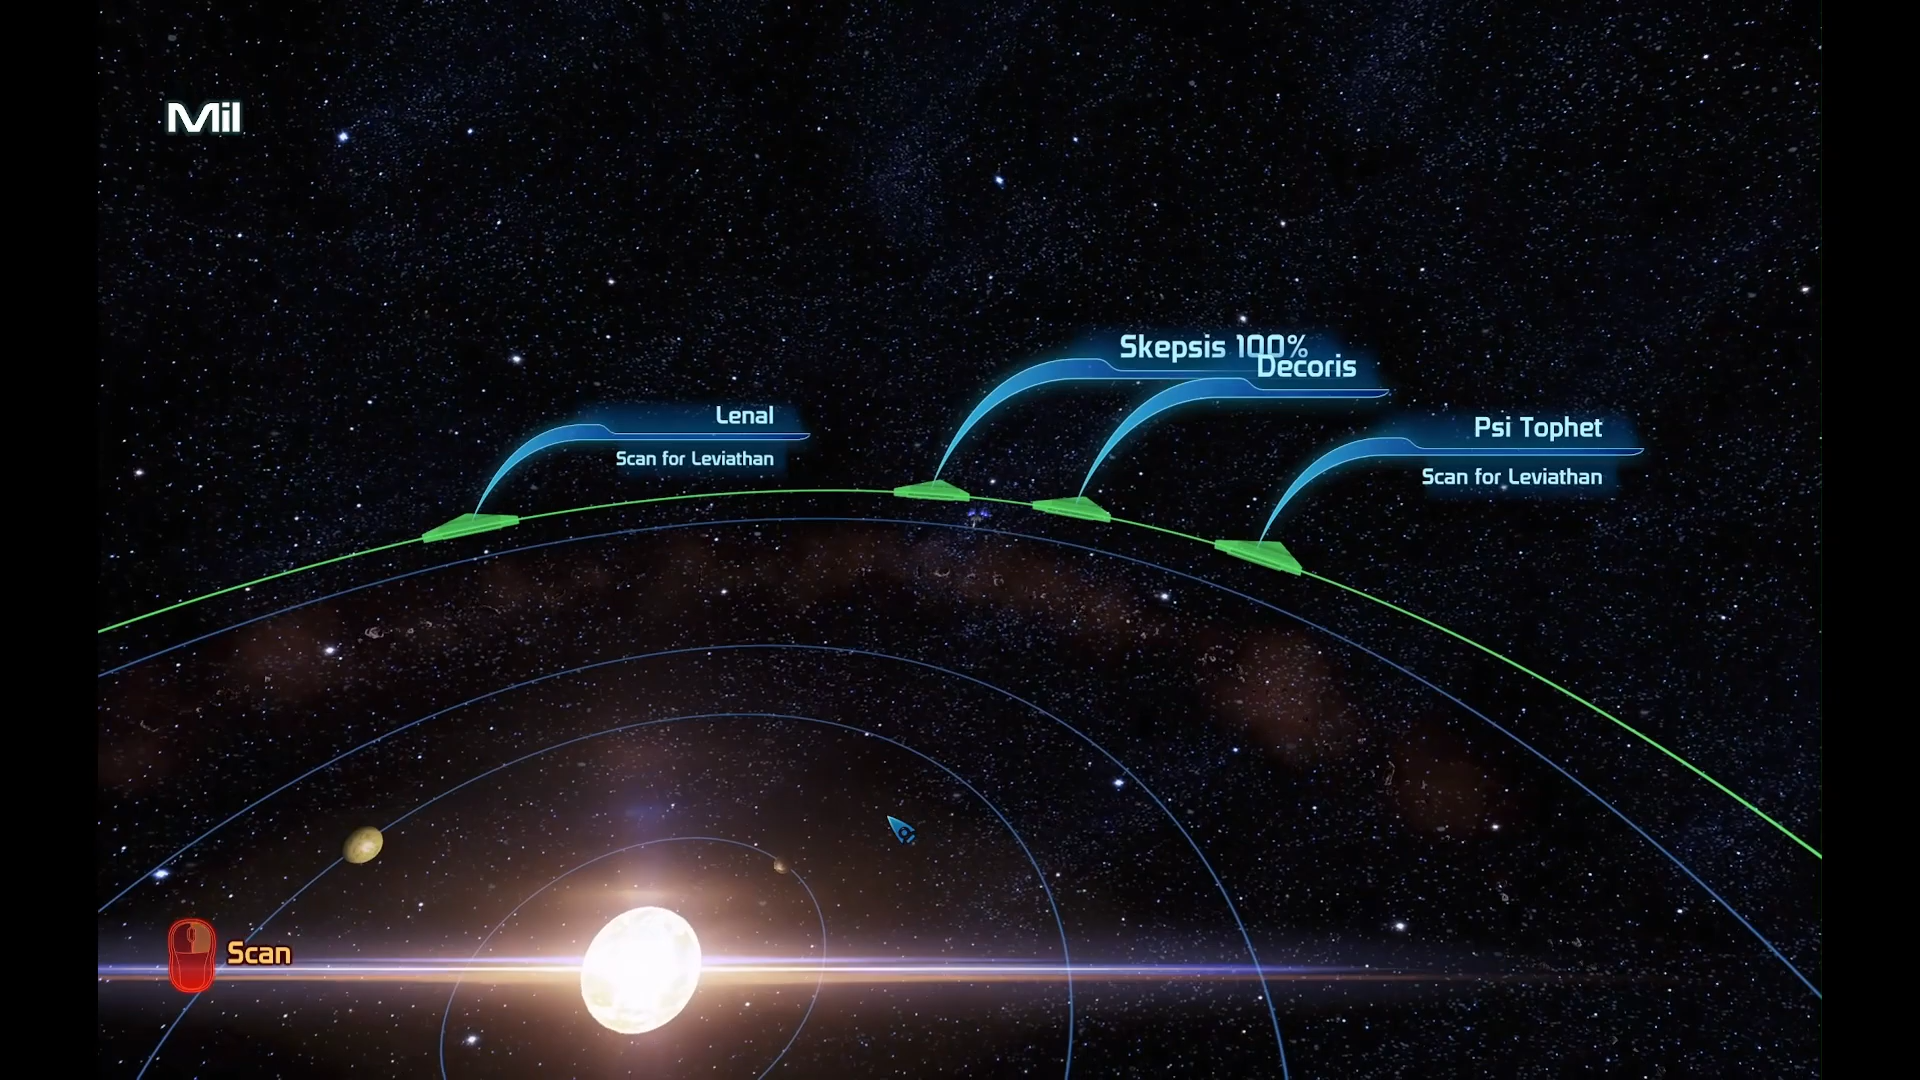 Mil
Skepsis 100%
Decoris
Lenal
Scan for Leviathan
Psi Tophet
Scan for Leviathan
Scan